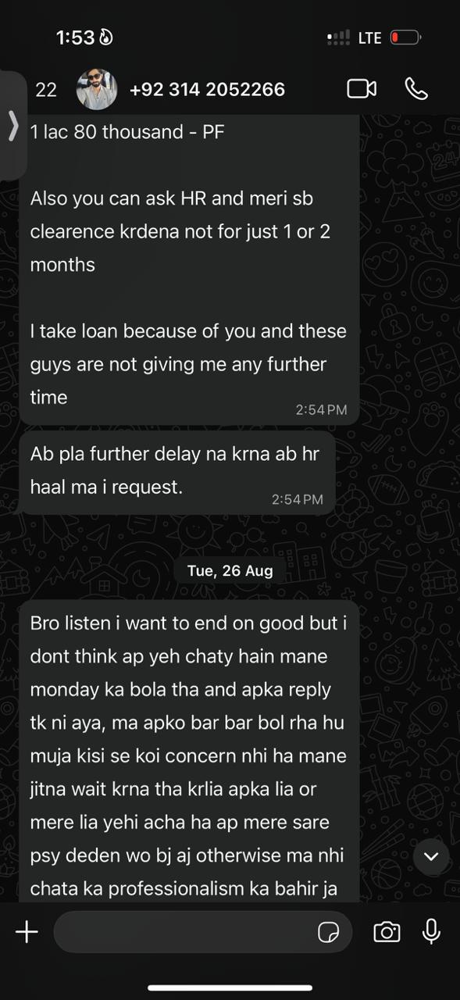 1:53
LTE
22
+92 314 2052266
1 lac 80 thousand - PF
Also you can ask HR and meri sb
clearence krdena not for just 1 or 2
months
I take loan because of you and these
guys are not giving me any further
time
2:54 PM
Ab pla further delay na krna ab hr
haal ma i request.
2:54 PM
Tue, 26 Aug
Bro listen i want to end on good but i
dont think ap yeh chaty hain mane
monday ka bola tha and apka reply
tk ni aya, ma apko bar bar bol rha hu
muja kisi se koi concern nhi ha mane
jitna wait krna tha krlia apka lia or
mere lia yehi acha ha ap mere sare
psy deden wo bj aj otherwise ma nhi
chata ka professionalism ka bahir ja